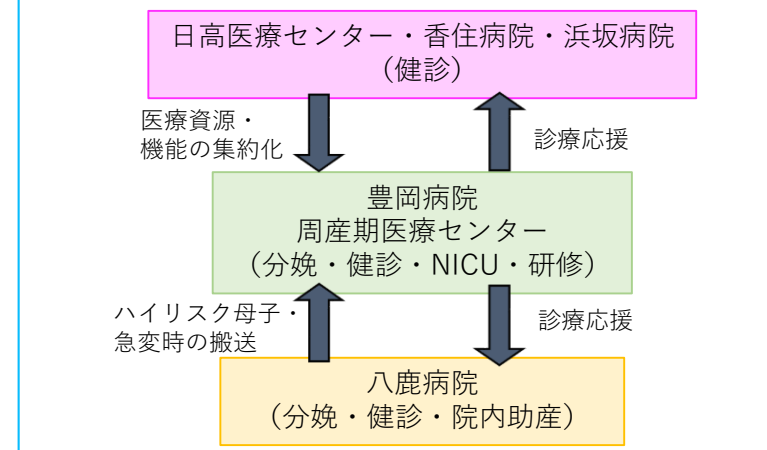 日高医療センター・香住病院・浜坂病院
（健診）
医療資源・
機能の集約化
診療応援
豊岡病院
周産期医療センター
（分娩・健診・NICU・研修）
ハイリスク母子・
急変時の搬送
診療応援
八鹿病院
（分娩・健診・院内助産）